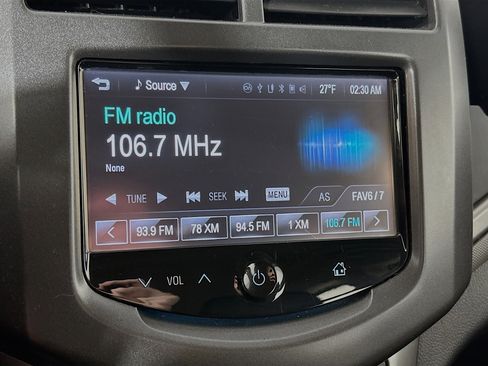 Source 27°F 02:30 AM
FM radio
106.7 MHz
None
TUNE SEEK MENU AS FAV6 / 7
93.9 FM 78 XM 94.5 FM 1 XM 106.7 FM
VOL